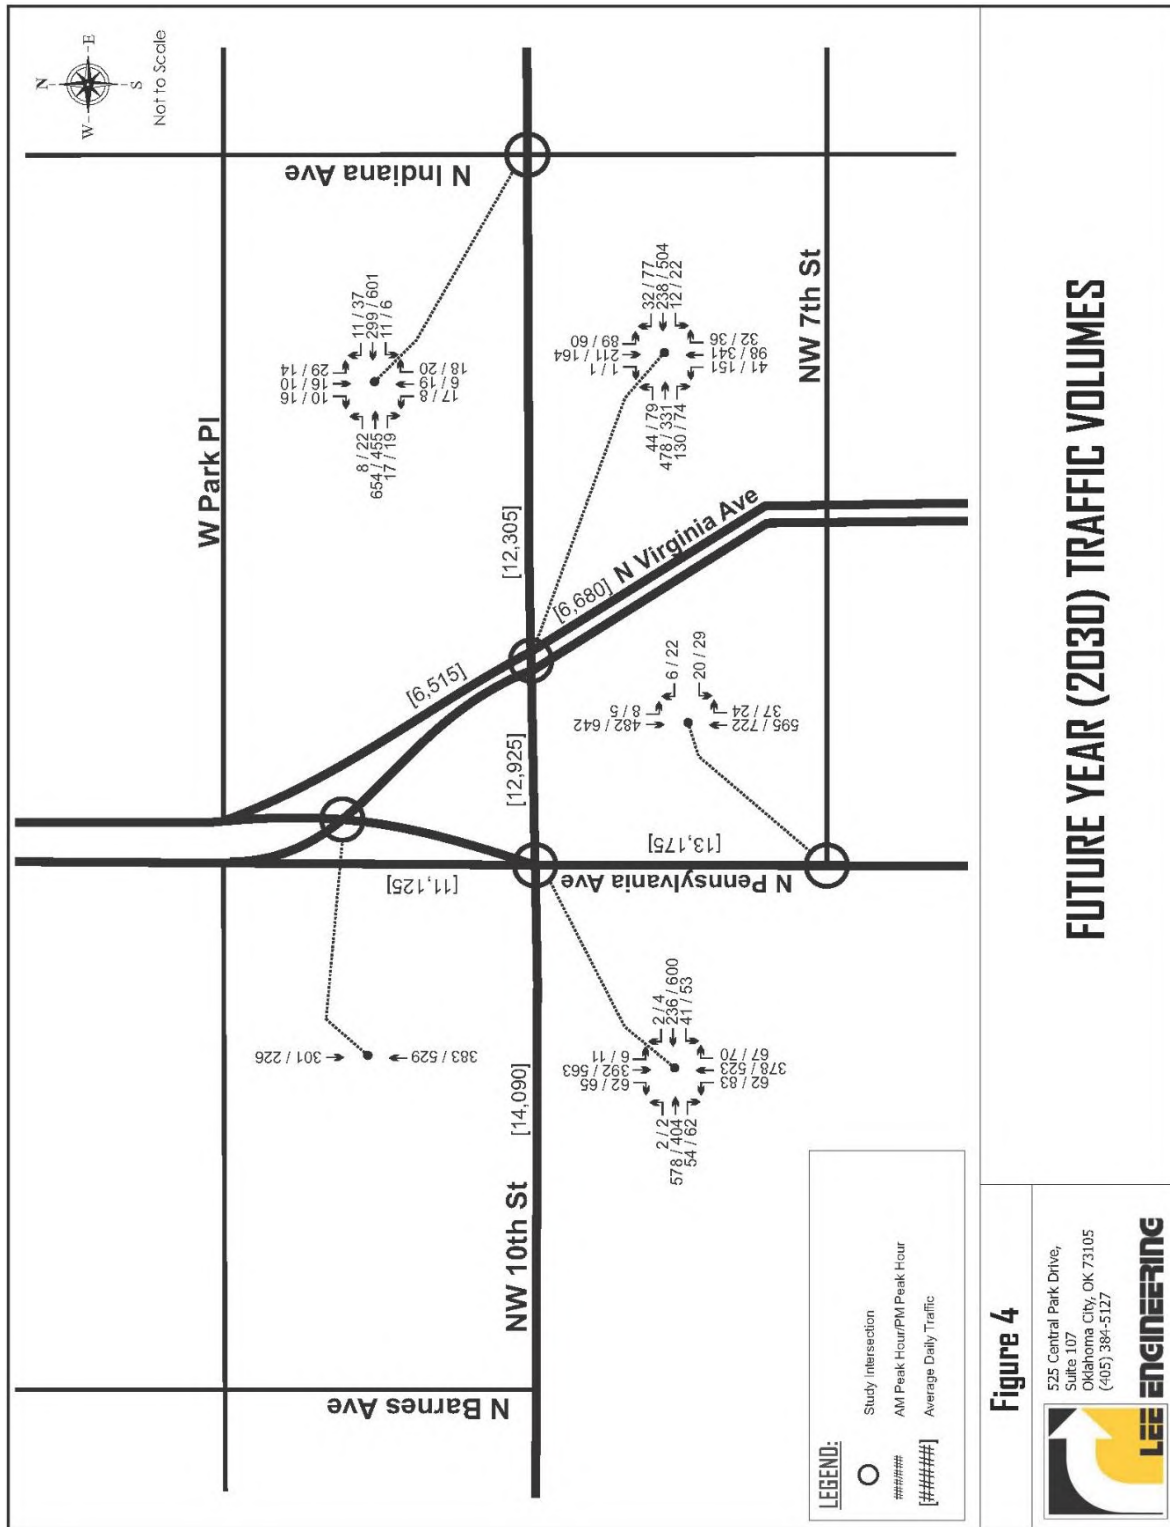 N
W
E
S
Not to Scale
W Park Pl
N Indiana Ave
10 / 16
16 / 10
29 / 14
11 / 37
299 / 601
11 / 6
8 / 22
654 / 455
17 / 19
17 / 8
6 / 19
18 / 20
[12,305]
[6,515]
[12,925]
[6,680]
N Virginia Ave
1 / 1
211 / 164
89 / 60
32 / 77
238 / 504
12 / 22
44 / 79
478 / 331
130 / 74
41 / 151
98 / 341
32 / 36
NW 7th St
482 / 642
8 / 5
6 / 22
20 / 29
595 / 722
37 / 24
[11,125]
[13,175]
N Pennsylvania Ave
301 / 226
383 / 529
[14,090]
NW 10th St
N Barnes Ave
62 / 65
392 / 563
6 / 11
2 / 4
236 / 600
41 / 53
2 / 2
578 / 404
54 / 62
62 / 83
378 / 523
67 / 70
LEGEND:
Study Intersection
###/### AM Peak Hour/PM Peak Hour
[#####] Average Daily Traffic
Figure 4
FUTURE YEAR (2030) TRAFFIC VOLUMES
525 Central Park Drive,
Suite 107
Oklahoma City, OK 73105
(405) 384-5127
LEE ENGINEERING